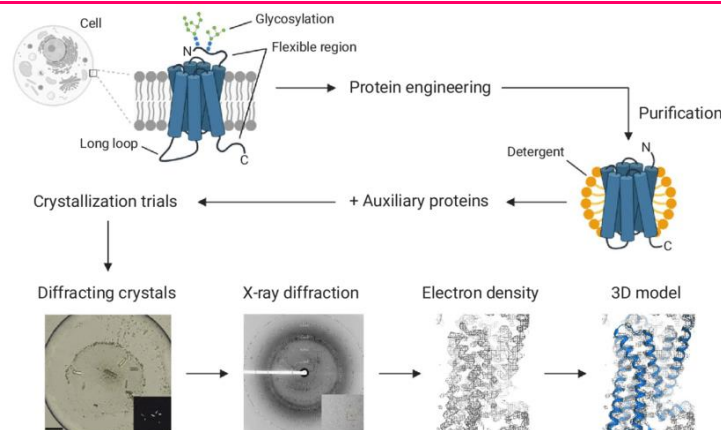 Cell
Glycosylation
N
Flexible region
Long loop
C
Protein engineering
Purification
N
Detergent
C
Crystallization trials
+ Auxiliary proteins
Diffracting crystals
X-ray diffraction
Electron density
3D model